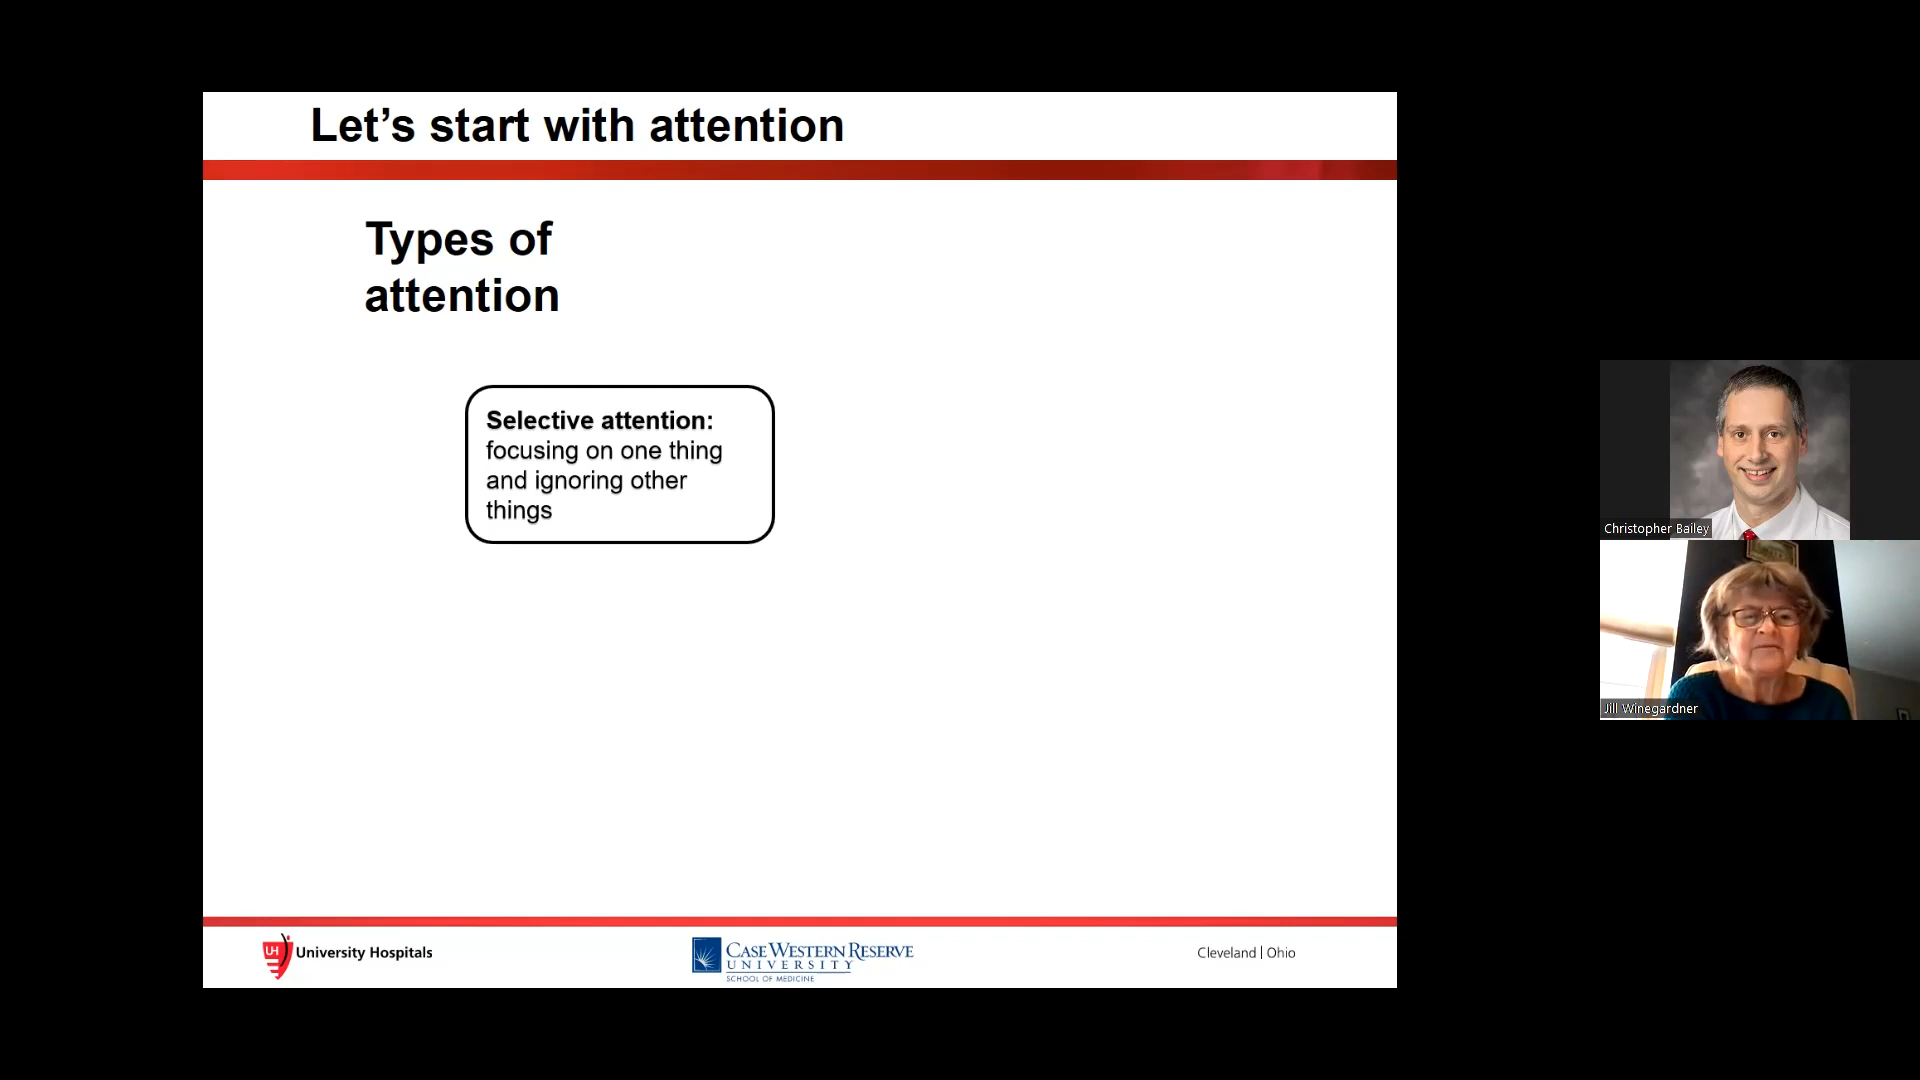 Let’s start with attention
Types of
attention
Selective attention:
focusing on one thing
and ignoring other
things
UH University Hospitals
CASE WESTERN RESERVE
UNIVERSITY
SCHOOL OF MEDICINE
Cleveland | Ohio
Christopher Bailey
Jill Winegardner